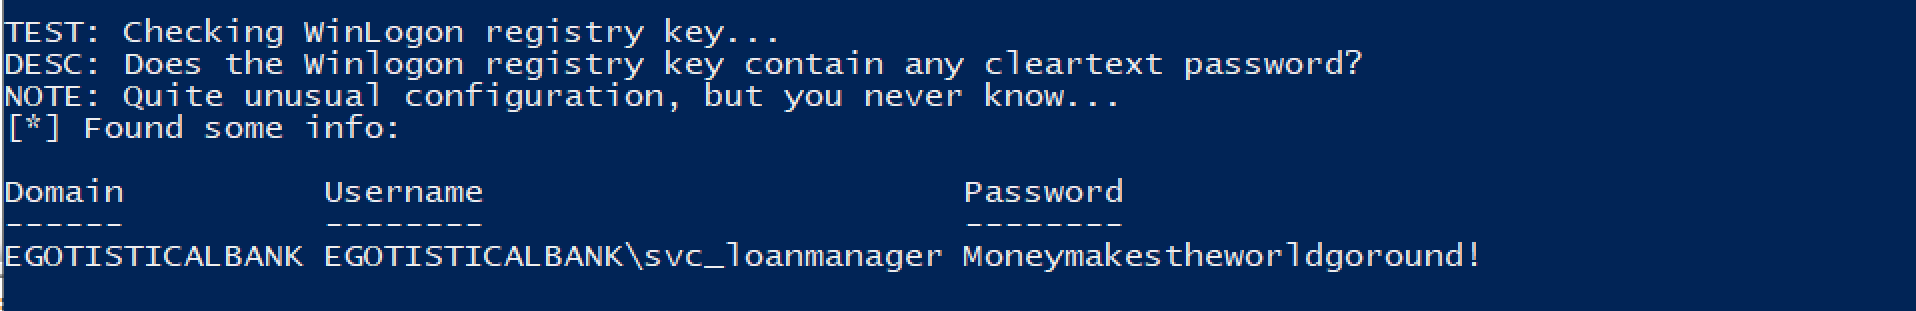 TEST: Checking WinLogon registry key...
DESC: Does the Winlogon registry key contain any cleartext password?
NOTE: Quite unusual configuration, but you never know...
[*] Found some info:
Domain Username Password
------ -------- --------
EGOTISTICALBANK EGOTISTICALBANK\svc_loanmanager Moneymakestheworldgoround!